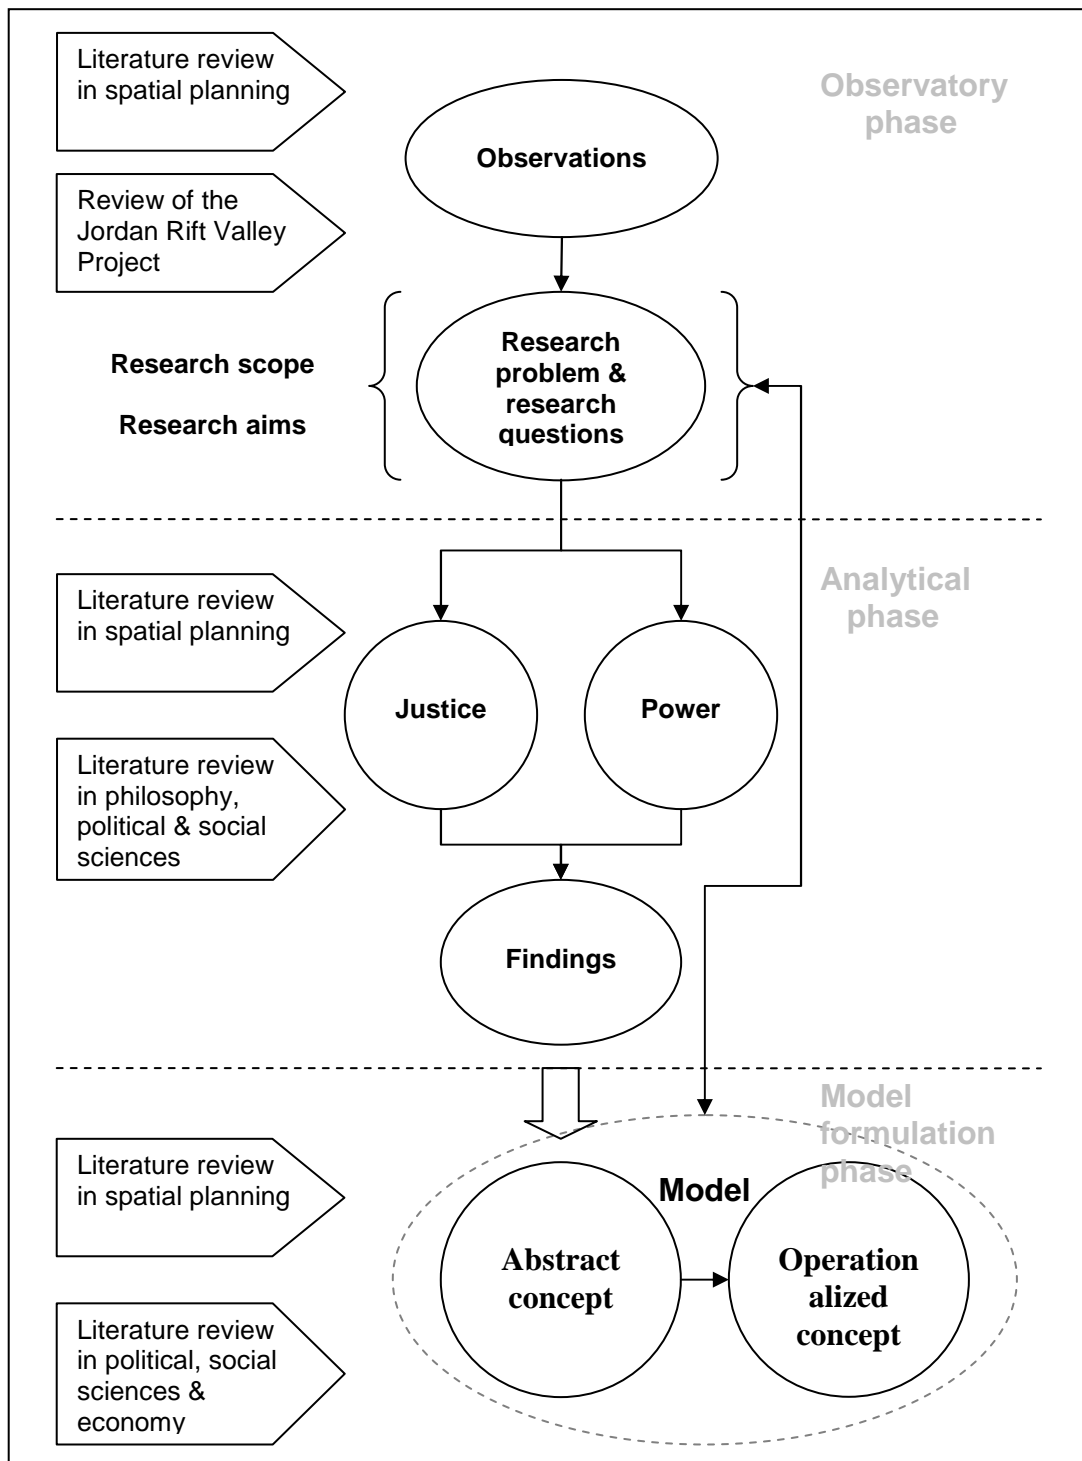 Literature review
in spatial planning
Observatory
phase
Observations
Review of the
Jordan Rift Valley
Project
Research scope
Research aims
Research
problem &
research
questions
Literature review
in spatial planning
Analytical
phase
Justice
Power
Literature review
in philosophy,
political & social
sciences
Findings
Model
formulation
phase
Literature review
in spatial planning
Model
Abstract
concept
Operation
alized
concept
Literature review
in political, social
sciences &
economy